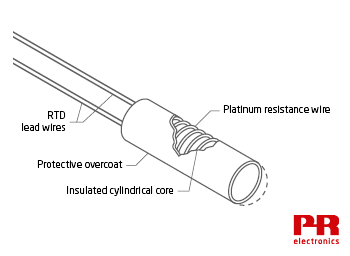 Platinum resistance wire
RTD
lead wires
Protective overcoat
Insulated cylindrical core
PR
electronics